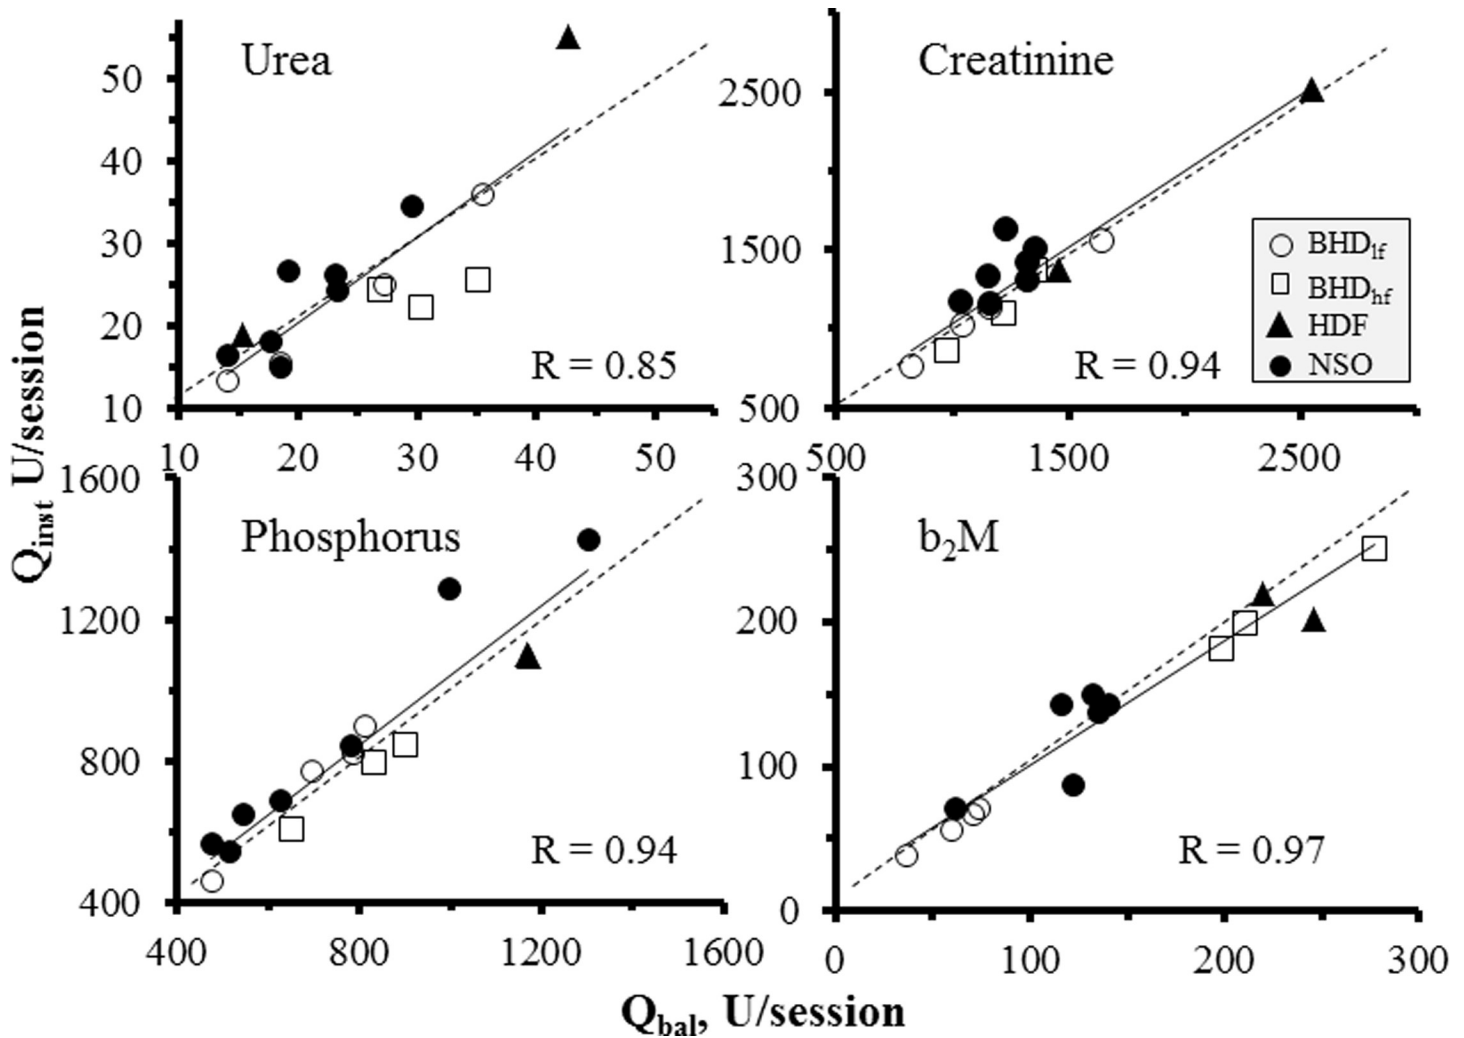 Urea
50
40
30
20
10
R = 0.85
10 20 30 40 50
Creatinine
2500
1500
500
R = 0.94
BHDlf
BHDhf
HDF
NSO
500 1500 2500
Qinst U/session
Phosphorus
1600
1200
800
400
R = 0.94
400 800 1200 1600
b2M
300
200
100
0
R = 0.97
0 100 200 300
Qbal, U/session